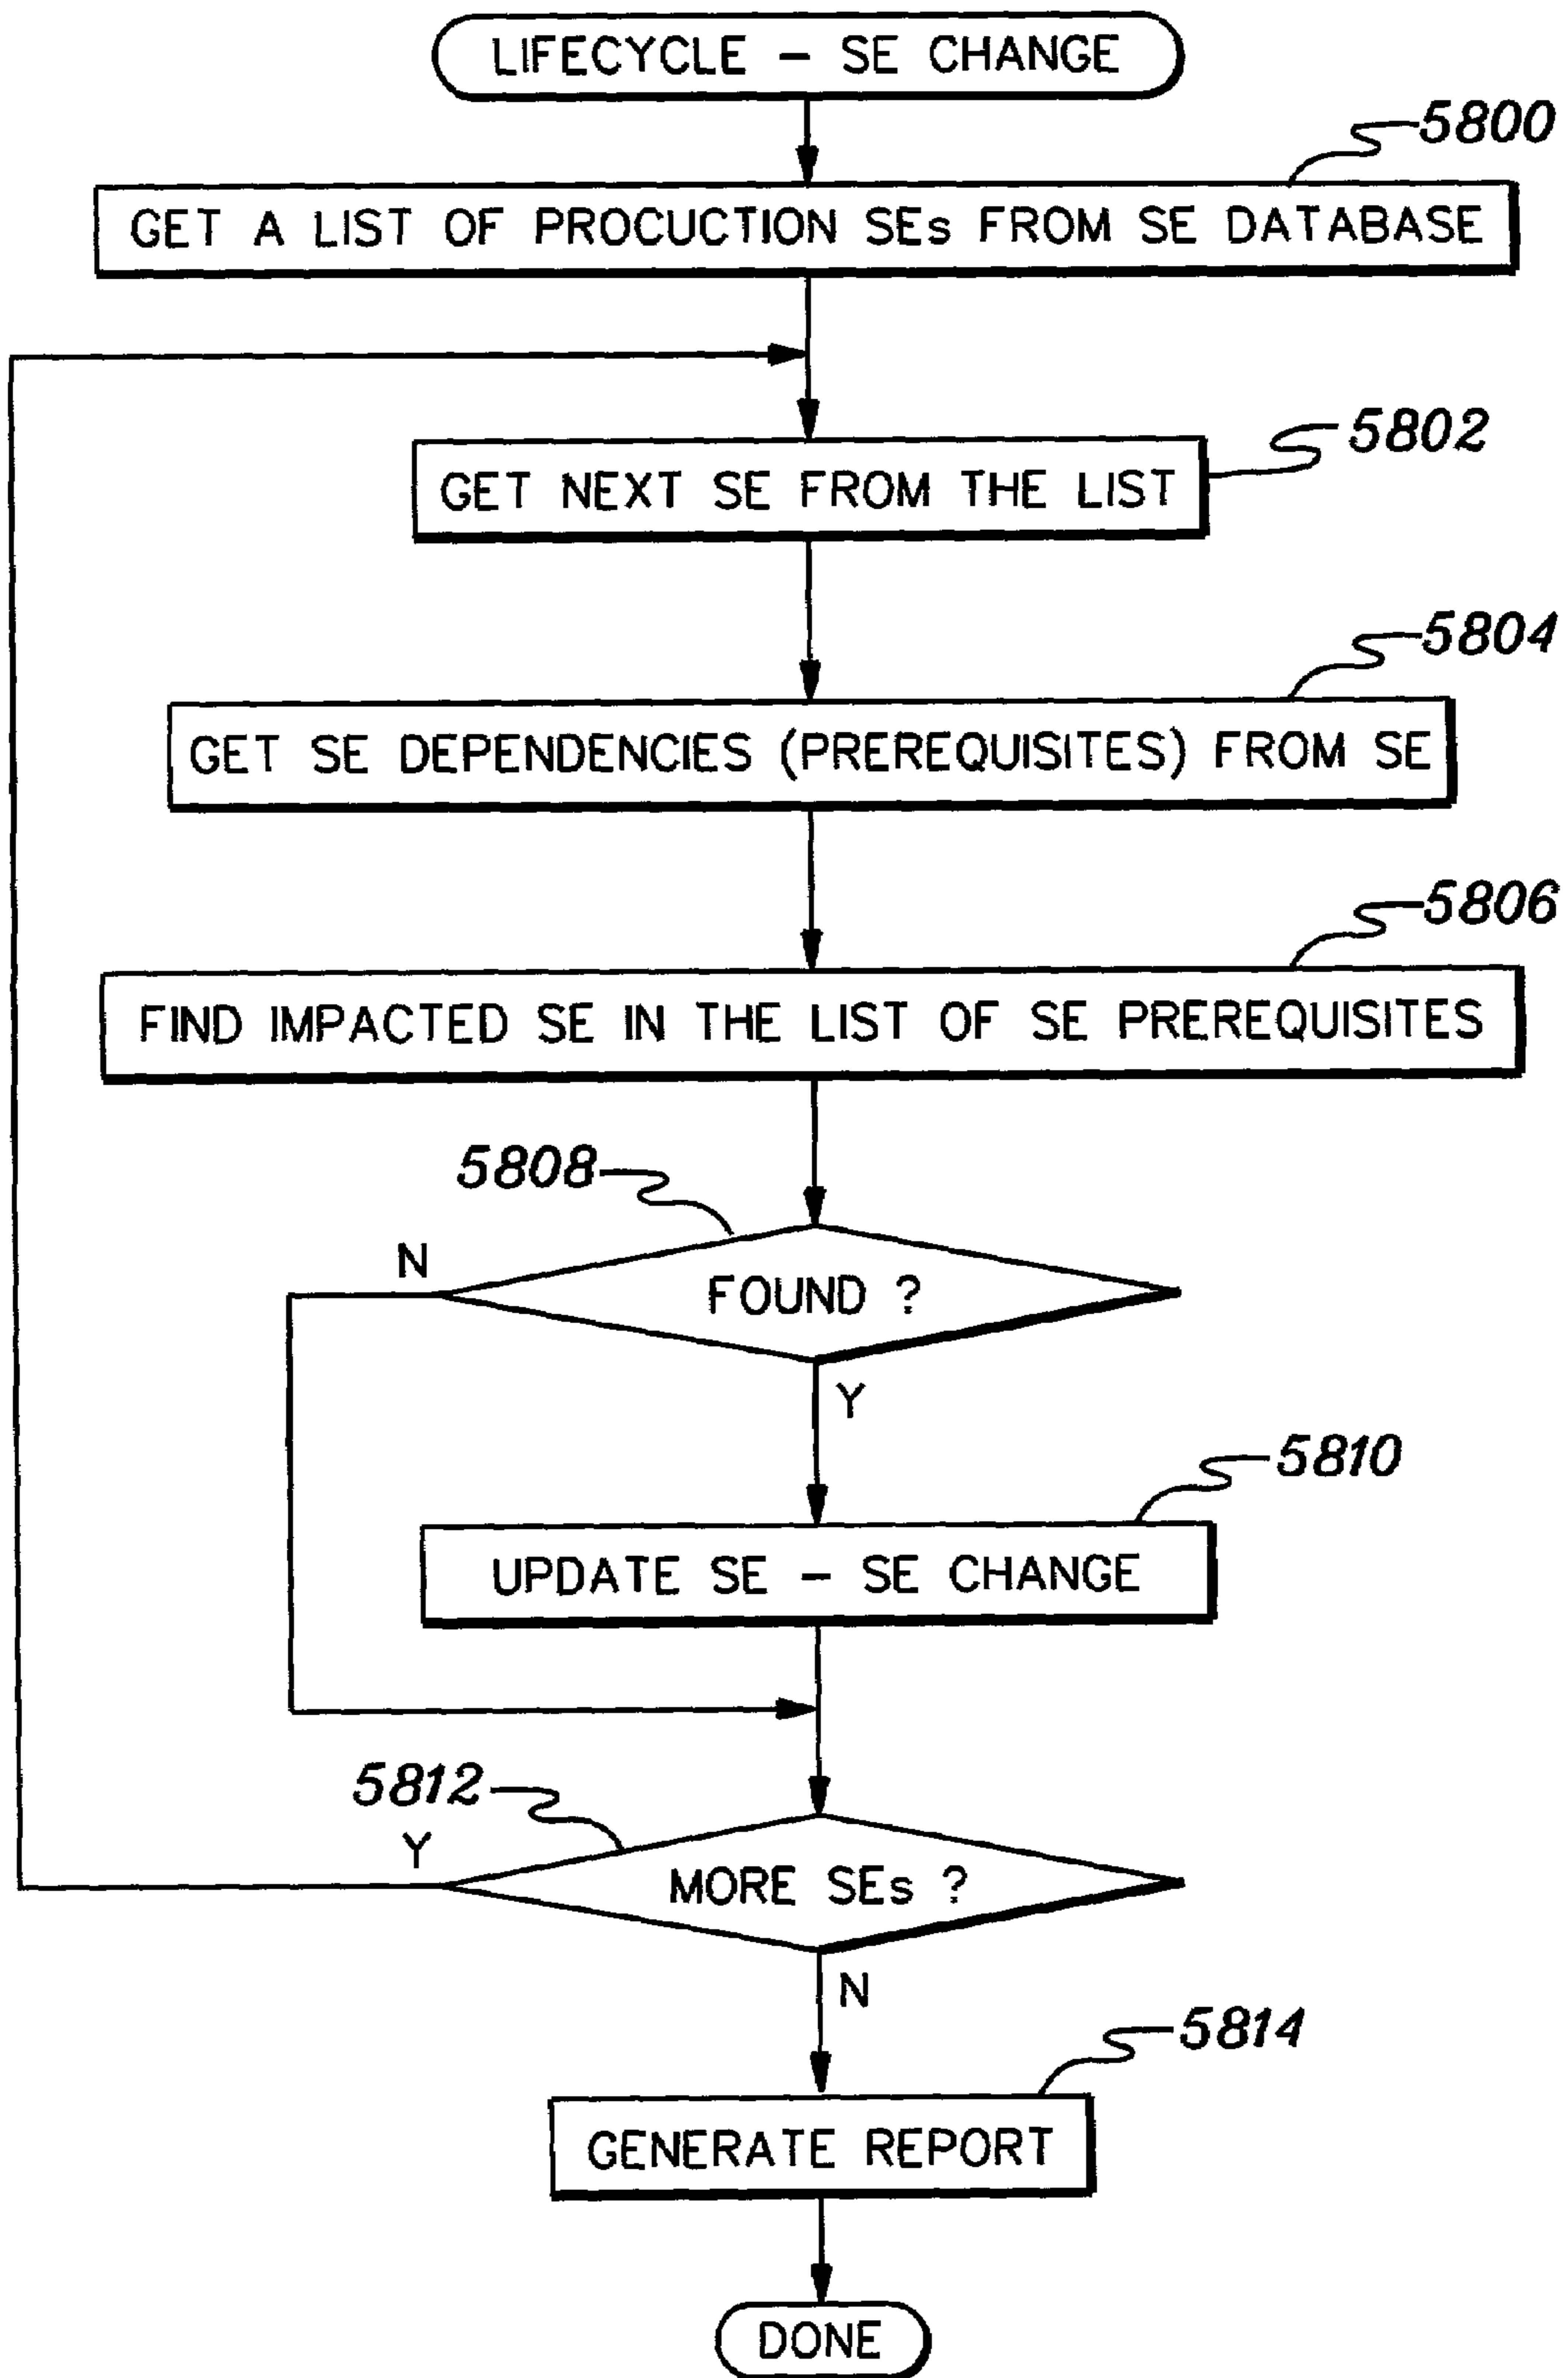 LIFECYCLE – SE CHANGE
5800
GET A LIST OF PROCUCTION SEs FROM SE DATABASE
5802
GET NEXT SE FROM THE LIST
5804
GET SE DEPENDENCIES (PREREQUISITES) FROM SE
5806
FIND IMPACTED SE IN THE LIST OF SE PREREQUISITES
5808
N
FOUND ?
Y
5810
UPDATE SE – SE CHANGE
5812
Y
MORE SEs ?
N
5814
GENERATE REPORT
DONE